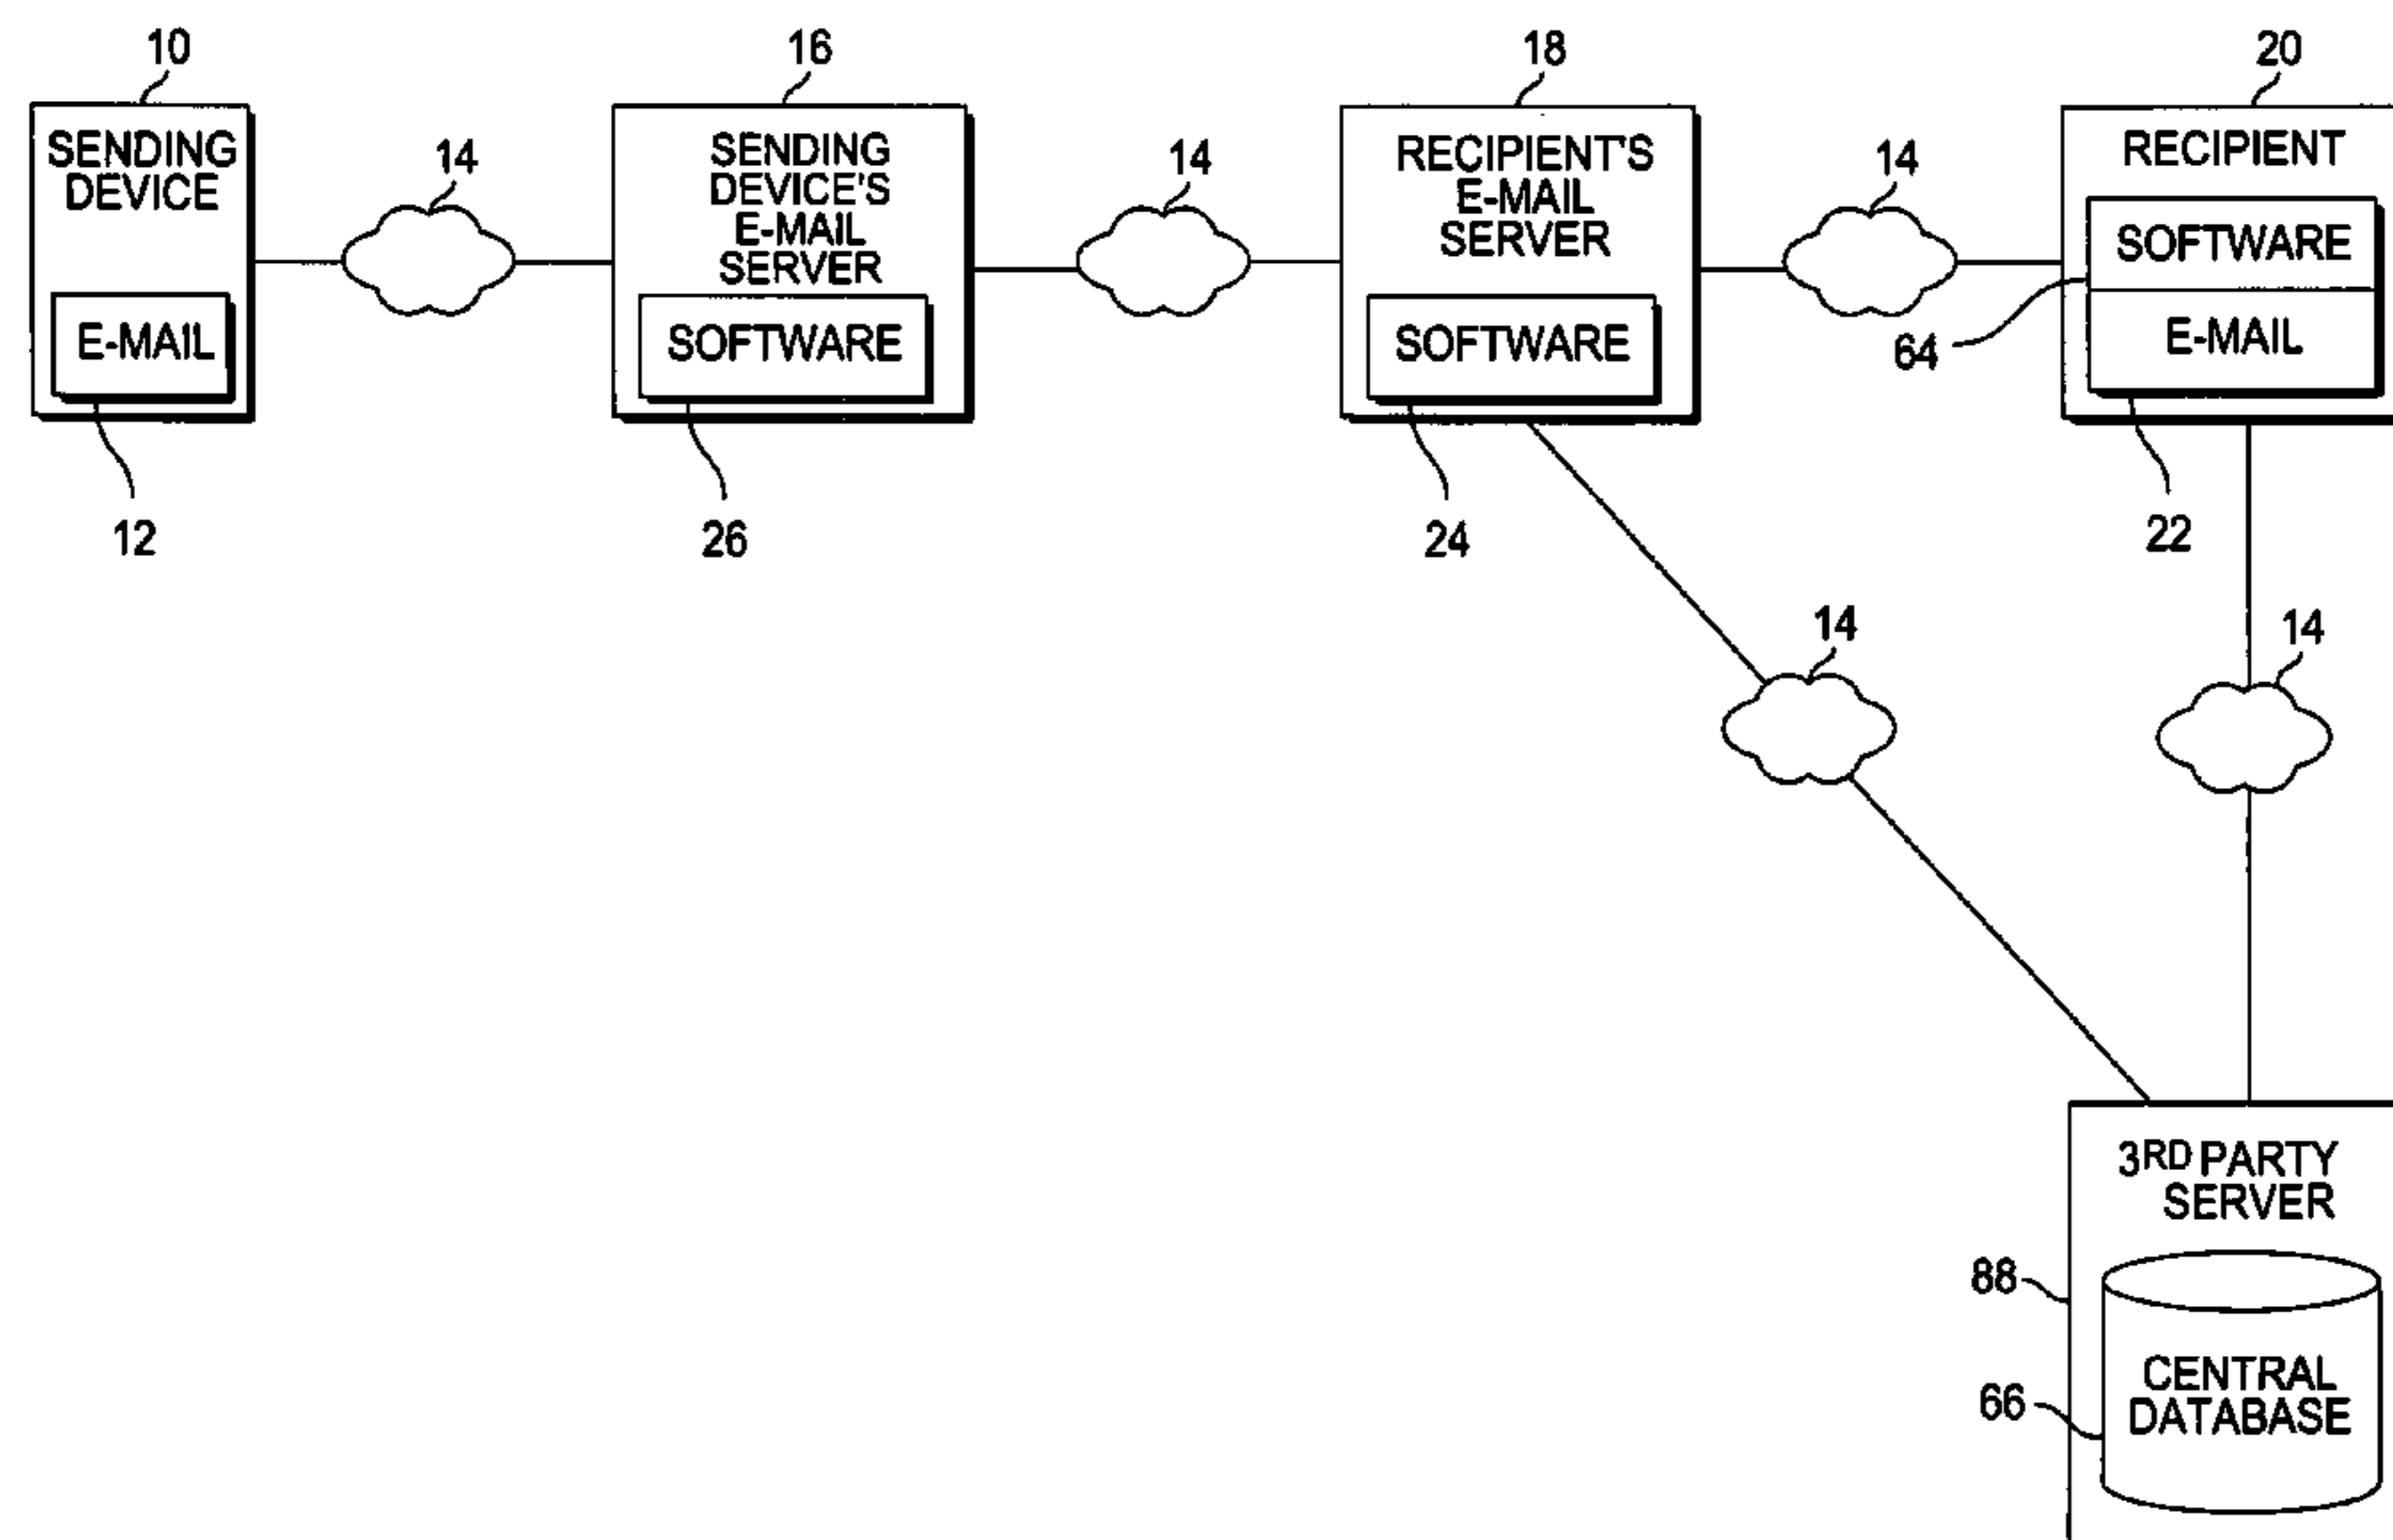 10
16
18
20
SENDING
DEVICE
14
SENDING
DEVICE'S
E-MAIL
SERVER
14
RECIPIENT'S
E-MAIL
SERVER
14
RECIPIENT
SOFTWARE
E-MAIL
64
E-MAIL
SOFTWARE
SOFTWARE
12
26
24
22
14
14
3RD PARTY
SERVER
88
CENTRAL
DATABASE
66